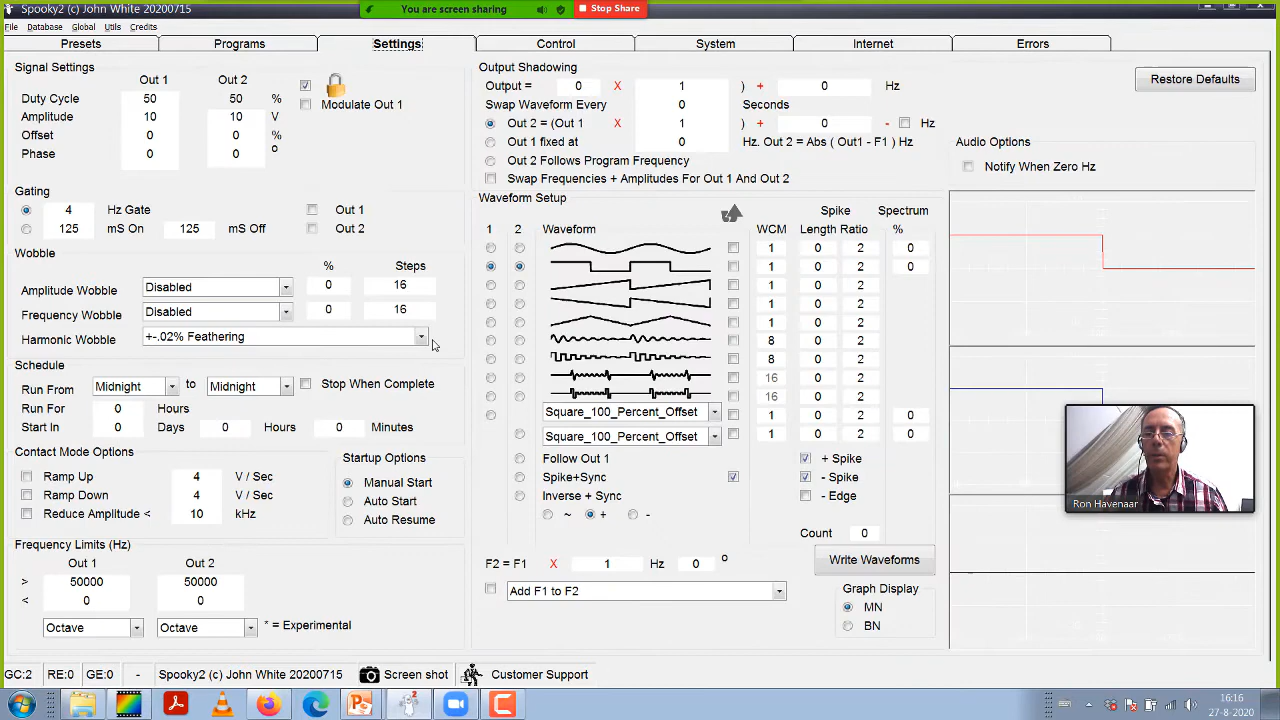 Spooky2 (c) John White 20200715
You are screen sharing
Stop Share
File Database Global Utils Credits
Presets Programs Settings Control System Internet Errors
Signal Settings
Out 1 Out 2
Duty Cycle 50 50 %
Amplitude 10 10 V
Offset 0 0 %
Phase 0 0 °
Modulate Out 1
Gating
4 Hz Gate Out 1
125 mS On 125 mS Off Out 2
Wobble
% Steps
Amplitude Wobble Disabled 0 16
Frequency Wobble Disabled 0 16
Harmonic Wobble +-.02% Feathering
Schedule
Run From Midnight to Midnight Stop When Complete
Run For 0 Hours
Start In 0 Days 0 Hours 0 Minutes
Contact Mode Options
Ramp Up 4 V / Sec
Ramp Down 4 V / Sec
Reduce Amplitude < 10 kHz
Startup Options
Manual Start
Auto Start
Auto Resume
Frequency Limits (Hz)
Out 1 Out 2
> 50000 50000
< 0 0
Octave Octave * = Experimental
Output Shadowing
Output = 0 X 1 ) + 0 Hz
Swap Waveform Every 0 Seconds
Out 2 = (Out 1 X 1 ) + 0 - Hz
Out 1 fixed at 0 Hz. Out 2 = Abs ( Out1 - F1 ) Hz
Out 2 Follows Program Frequency
Swap Frequencies + Amplitudes For Out 1 And Out 2
Waveform Setup
Spike Spectrum
1 2 Waveform WCM Length Ratio %
1 0 2 0
1 0 2 0
1 0 2
1 0 2
1 0 2
8 0 2
8 0 2
16 0 2
16 0 2
Square_100_Percent_Offset 1 0 2 0
Square_100_Percent_Offset 1 0 2 0
Follow Out 1 + Spike
Spike+Sync - Spike
Inverse + Sync - Edge
~ + -
Count 0
F2 = F1 X 1 Hz 0 °
Write Waveforms
Add F1 to F2
Graph Display
MN
BN
Restore Defaults
Audio Options
Notify When Zero Hz
Ron Havenaar
GC:2 RE:0 GE:0 - Spooky2 (c) John White 20200715 Screen shot Customer Support
16:16
27-8-2020